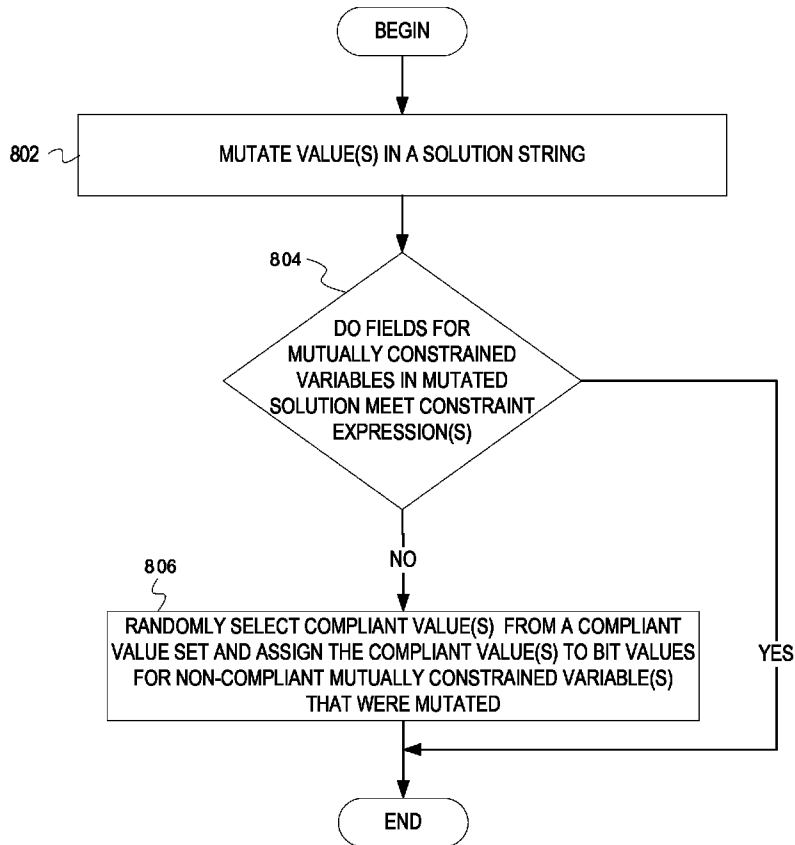 BEGIN
802
MUTATE VALUE(S) IN A SOLUTION STRING
804
DO FIELDS FOR
MUTUALLY CONSTRAINED
VARIABLES IN MUTATED
SOLUTION MEET CONSTRAINT
EXPRESSION(S)
NO
806
RANDOMLY SELECT COMPLIANT VALUE(S) FROM A COMPLIANT
VALUE SET AND ASSIGN THE COMPLIANT VALUE(S) TO BIT VALUES
FOR NON-COMPLIANT MUTUALLY CONSTRAINED VARIABLE(S)
THAT WERE MUTATED
YES
END